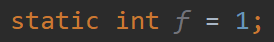 static int f = 1;